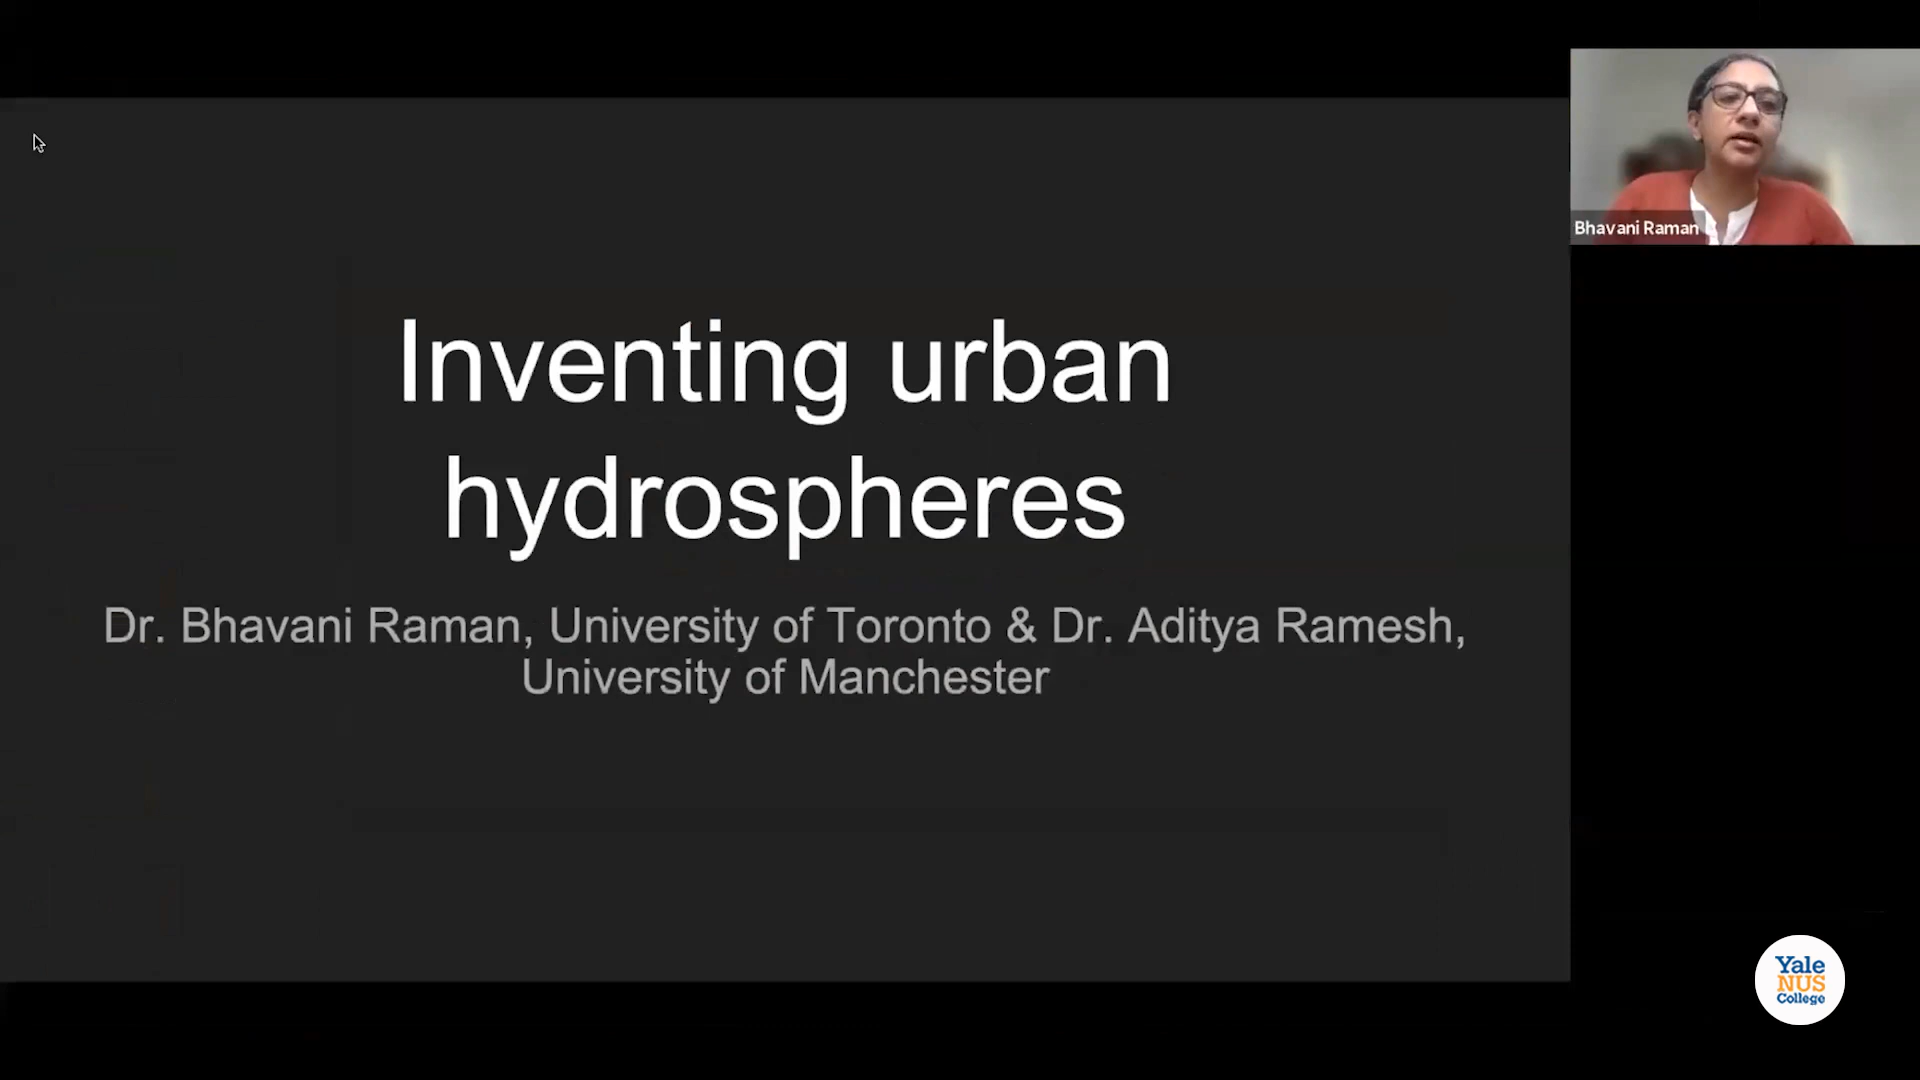 Inventing urban
hydrospheres
Dr. Bhavani Raman, University of Toronto & Dr. Aditya Ramesh,
University of Manchester
Bhavani Raman
Yale
NUS
College